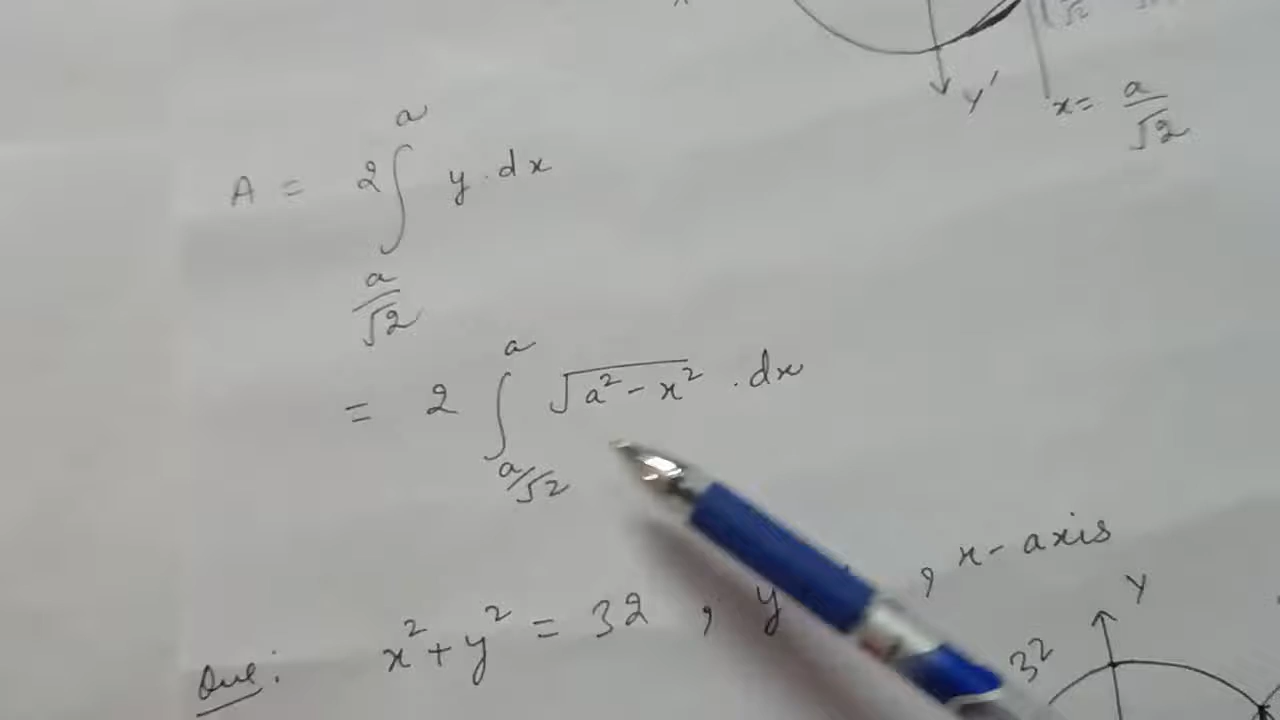 y'
x = a/√2
A = 2 ∫_{a/√2}^{a} y . dx
= 2 ∫_{a/√2}^{a} √(a² - x²) . dx
Que: x² + y² = 32 , y , x-axis
Y
32